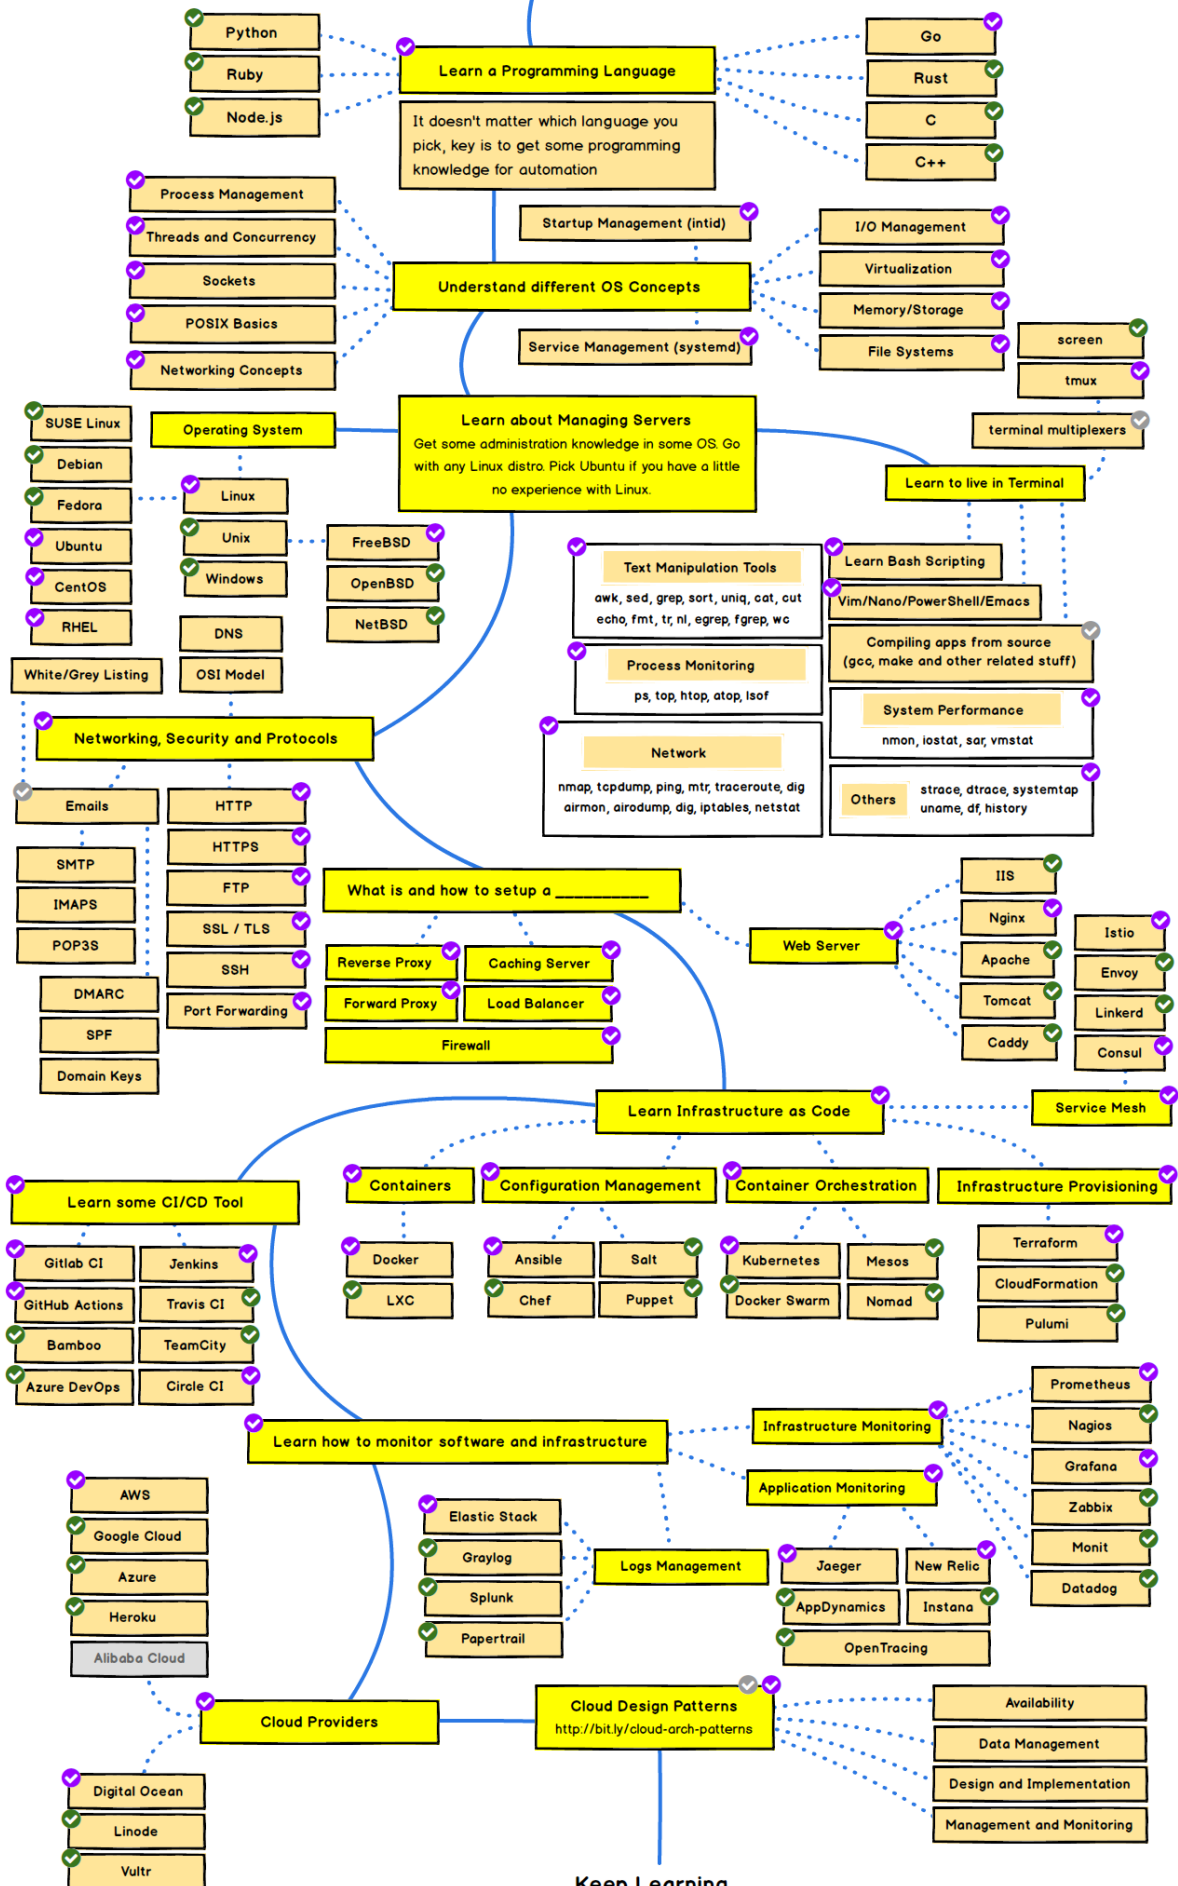 Python
Ruby
Node.js
Learn a Programming Language
It doesn't matter which language you
pick, key is to get some programming
knowledge for automation
Go
Rust
C
C++
Process Management
Threads and Concurrency
Sockets
POSIX Basics
Networking Concepts
Startup Management (intid)
Understand different OS Concepts
Service Management (systemd)
I/O Management
Virtualization
Memory/Storage
File Systems
screen
tmux
terminal multiplexers
Learn to live in Terminal
Learn about Managing Servers
Get some administration knowledge in some OS. Go
with any Linux distro. Pick Ubuntu if you have a little
no experience with Linux.
Operating System
SUSE Linux
Debian
Fedora
Ubuntu
CentOS
RHEL
Linux
Unix
Windows
FreeBSD
OpenBSD
NetBSD
Text Manipulation Tools
awk, sed, grep, sort, uniq, cat, cut
echo, fmt, tr, nl, egrep, fgrep, wc
Process Monitoring
ps, top, htop, atop, lsof
Network
nmap, tcpdump, ping, mtr, traceroute, dig
airmon, airodump, dig, iptables, netstat
Learn Bash Scripting
Vim/Nano/PowerShell/Emacs
Compiling apps from source
(gcc, make and other related stuff)
System Performance
nmon, iostat, sar, vmstat
Others
strace, dtrace, systemtap
uname, df, history
DNS
OSI Model
White/Grey Listing
Networking, Security and Protocols
Emails
SMTP
IMAPS
POP3S
DMARC
SPF
Domain Keys
HTTP
HTTPS
FTP
SSL / TLS
SSH
Port Forwarding
What is and how to setup a ___________
Reverse Proxy
Caching Server
Forward Proxy
Load Balancer
Firewall
Web Server
IIS
Nginx
Apache
Tomcat
Caddy
Istio
Envoy
Linkerd
Consul
Service Mesh
Learn Infrastructure as Code
Containers
Docker
LXC
Configuration Management
Ansible
Salt
Chef
Puppet
Container Orchestration
Kubernetes
Mesos
Docker Swarm
Nomad
Infrastructure Provisioning
Terraform
CloudFormation
Pulumi
Learn some CI/CD Tool
Gitlab CI
Jenkins
GitHub Actions
Travis CI
Bamboo
TeamCity
Azure DevOps
Circle CI
Learn how to monitor software and infrastructure
Infrastructure Monitoring
Prometheus
Nagios
Grafana
Zabbix
Monit
Datadog
Application Monitoring
Jaeger
New Relic
AppDynamics
Instana
OpenTracing
Logs Management
Elastic Stack
Graylog
Splunk
Papertrail
AWS
Google Cloud
Azure
Heroku
Alibaba Cloud
Cloud Providers
Digital Ocean
Linode
Vultr
Cloud Design Patterns
http://bit.ly/cloud-arch-patterns
Availability
Data Management
Design and Implementation
Management and Monitoring
Keep Learning